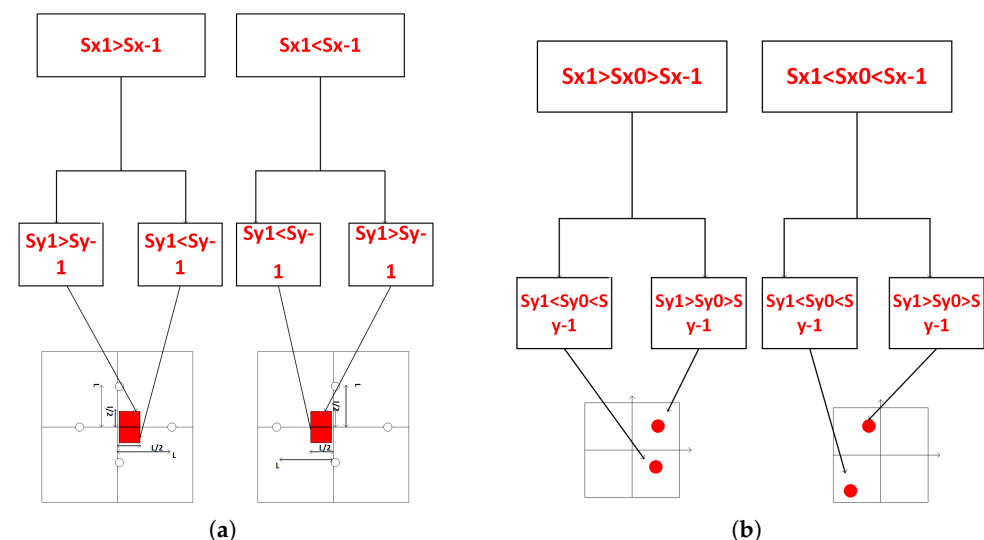 Sx1>Sx-1
Sx1<Sx-1
Sy1>Sy-
1
Sy1<Sy-
1
Sy1<Sy-
1
Sy1>Sy-
1
L
L/2
L/2
L
L
L/2
L/2
L
(a)
Sx1>Sx0>Sx-1
Sx1<Sx0<Sx-1
Sy1<Sy0<S
y-1
Sy1>Sy0>S
y-1
Sy1<Sy0<S
y-1
Sy1>Sy0>S
y-1
(b)